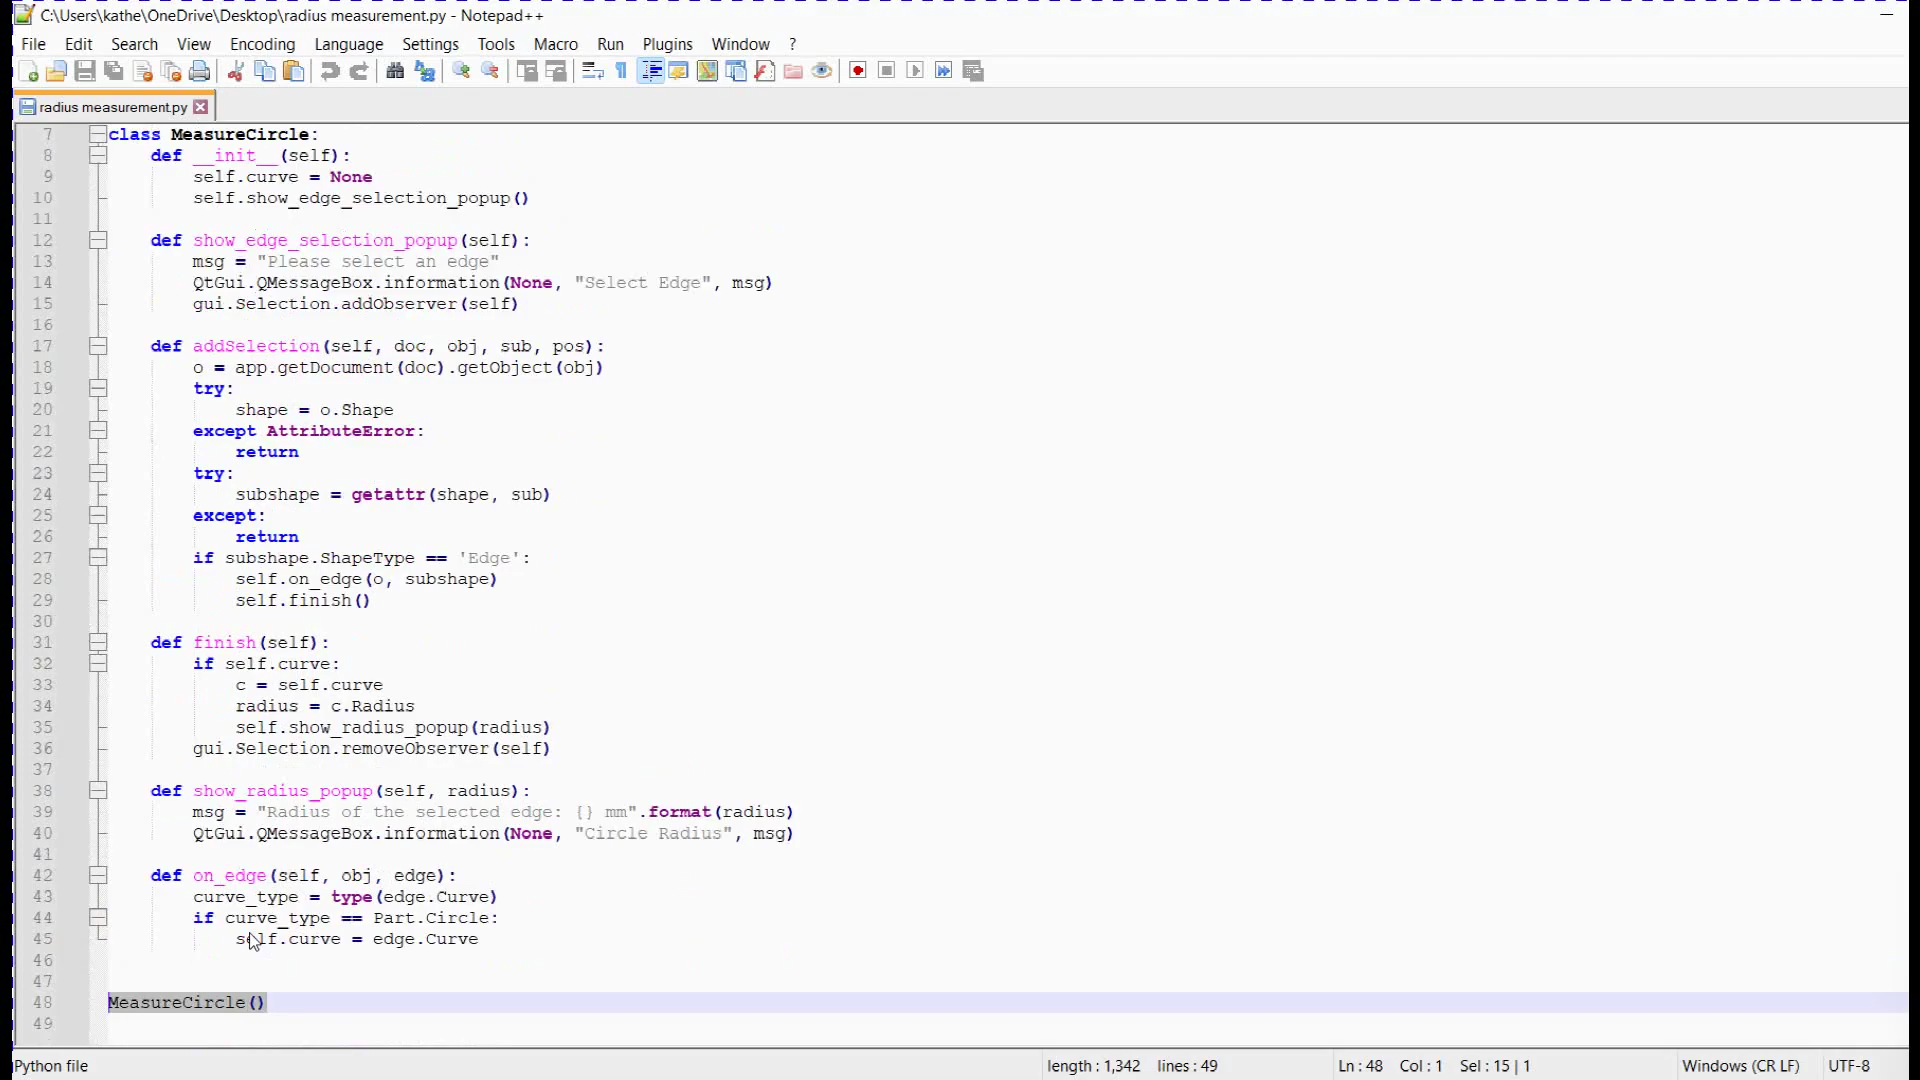 C:\Users\kathe\OneDrive\Desktop\radius measurement.py - Notepad++
File Edit Search View Encoding Language Settings Tools Macro Run Plugins Window ?
radius measurement.py
7 class MeasureCircle:
8     def __init__(self):
9         self.curve = None
10         self.show_edge_selection_popup()
11
12     def show_edge_selection_popup(self):
13         msg = "Please select an edge"
14         QtGui.QMessageBox.information(None, "Select Edge", msg)
15         gui.Selection.addObserver(self)
16
17     def addSelection(self, doc, obj, sub, pos):
18         o = app.getDocument(doc).getObject(obj)
19         try:
20             shape = o.Shape
21         except AttributeError:
22             return
23         try:
24             subshape = getattr(shape, sub)
25         except:
26             return
27         if subshape.ShapeType == 'Edge':
28             self.on_edge(o, subshape)
29             self.finish()
30
31     def finish(self):
32         if self.curve:
33             c = self.curve
34             radius = c.Radius
35             self.show_radius_popup(radius)
36         gui.Selection.removeObserver(self)
37
38     def show_radius_popup(self, radius):
39         msg = "Radius of the selected edge: {} mm".format(radius)
40         QtGui.QMessageBox.information(None, "Circle Radius", msg)
41
42     def on_edge(self, obj, edge):
43         curve_type = type(edge.Curve)
44         if curve_type == Part.Circle:
45             self.curve = edge.Curve
46
47
48 MeasureCircle()
49
Python file length : 1,342 lines : 49 Ln : 48 Col : 1 Sel : 15 | 1 Windows (CR LF) UTF-8